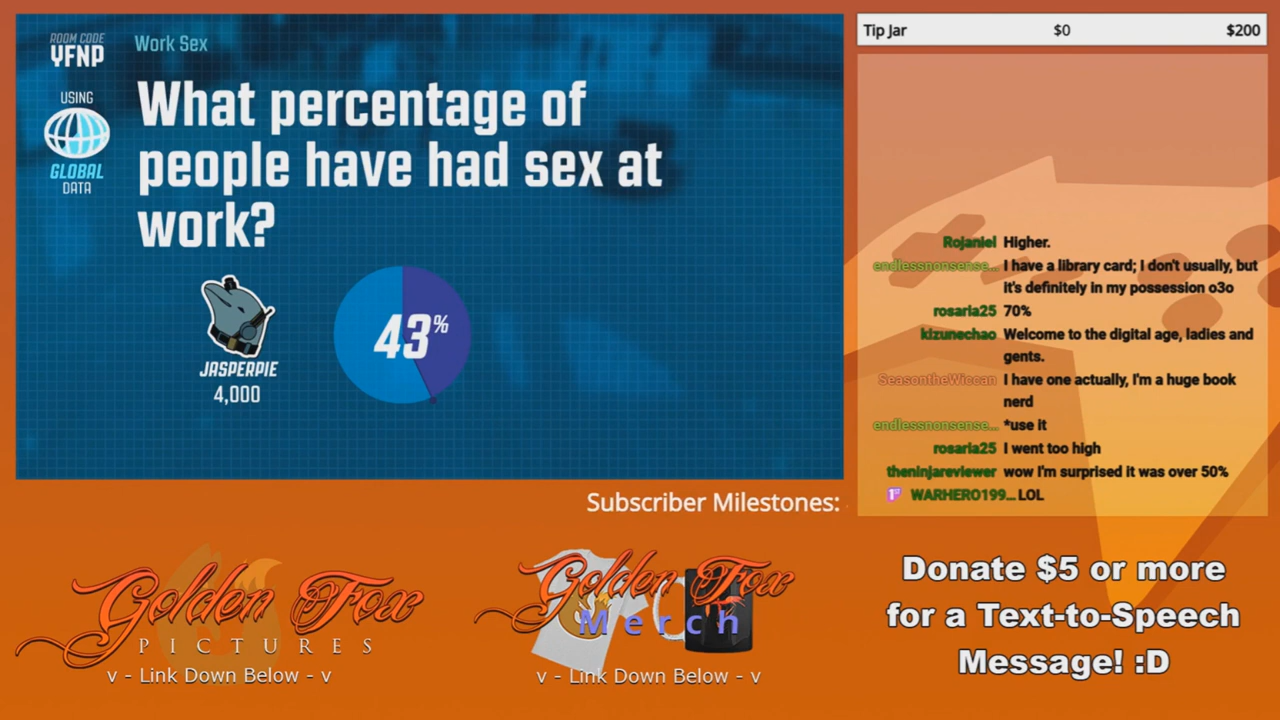 ROOM CODE
YFNP
Work Sex
USING
GLOBAL
DATA
What percentage of
people have had sex at
work?
JASPERPIE
4,000
43%
Tip Jar $0 $200
Rojaniel Higher.
endlessnonsense... I have a library card; I don't usually, but
it's definitely in my possession o3o
rosaria25 70%
kizunechao Welcome to the digital age, ladies and
gents.
SeasontheWiccan I have one actually, I'm a huge book
nerd
endlessnonsense... *use it
rosaria25 I went too high
theninjareviewer wow I'm surprised it was over 50%
1ST WARHERO199... LOL
Subscriber Milestones:
Golden Fox
PICTURES
v - Link Down Below - v
Golden Fox
Merch
v - Link Down Below - v
Donate $5 or more
for a Text-to-Speech
Message! :D